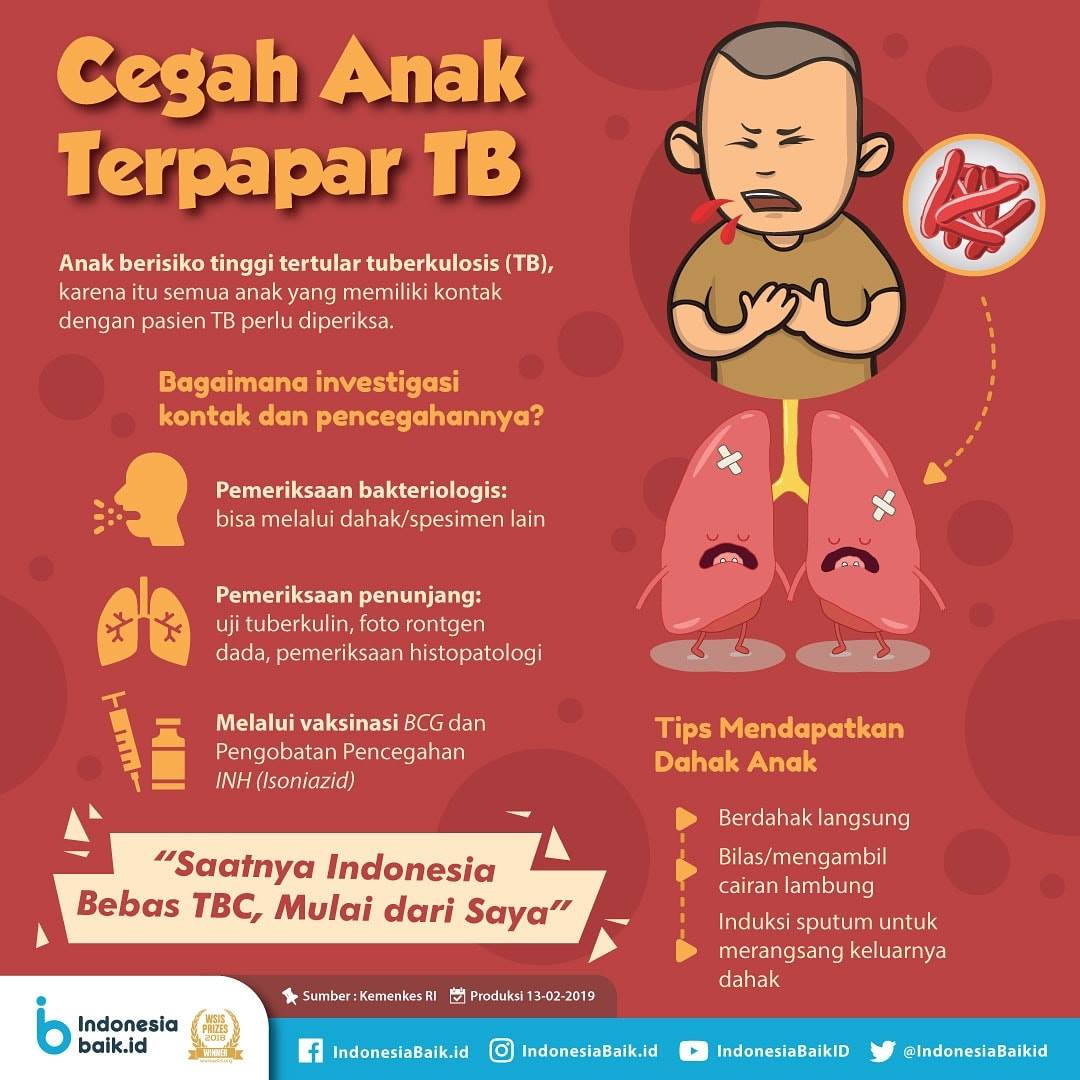 Cegah Anak
Terpapar TB
Anak berisiko tinggi tertular tuberkulosis (TB),
karena itu semua anak yang memiliki kontak
dengan pasien TB perlu diperiksa.
Bagaimana investigasi
kontak dan pencegahannya?
Pemeriksaan bakteriologis:
bisa melalui dahak/spesimen lain
Pemeriksaan penunjang:
uji tuberkulin, foto rontgen
dada, pemeriksaan histopatologi
Melalui vaksinasi BCG dan
Pengobatan Pencegahan
INH (Isoniazid)
"Saatnya Indonesia
Bebas TBC, Mulai dari Saya"
Tips Mendapatkan
Dahak Anak
Berdahak langsung
Bilas/mengambil
cairan lambung
Induksi sputum untuk
merangsang keluarnya
dahak
Sumber : Kemenkes RI
Produksi 13-02-2019
Indonesia
baik.id
WSIS
PRIZES
2018
WINNER
IndonesiaBaik.id
IndonesiaBaik.id
IndonesiaBaikID
@IndonesiaBaikid